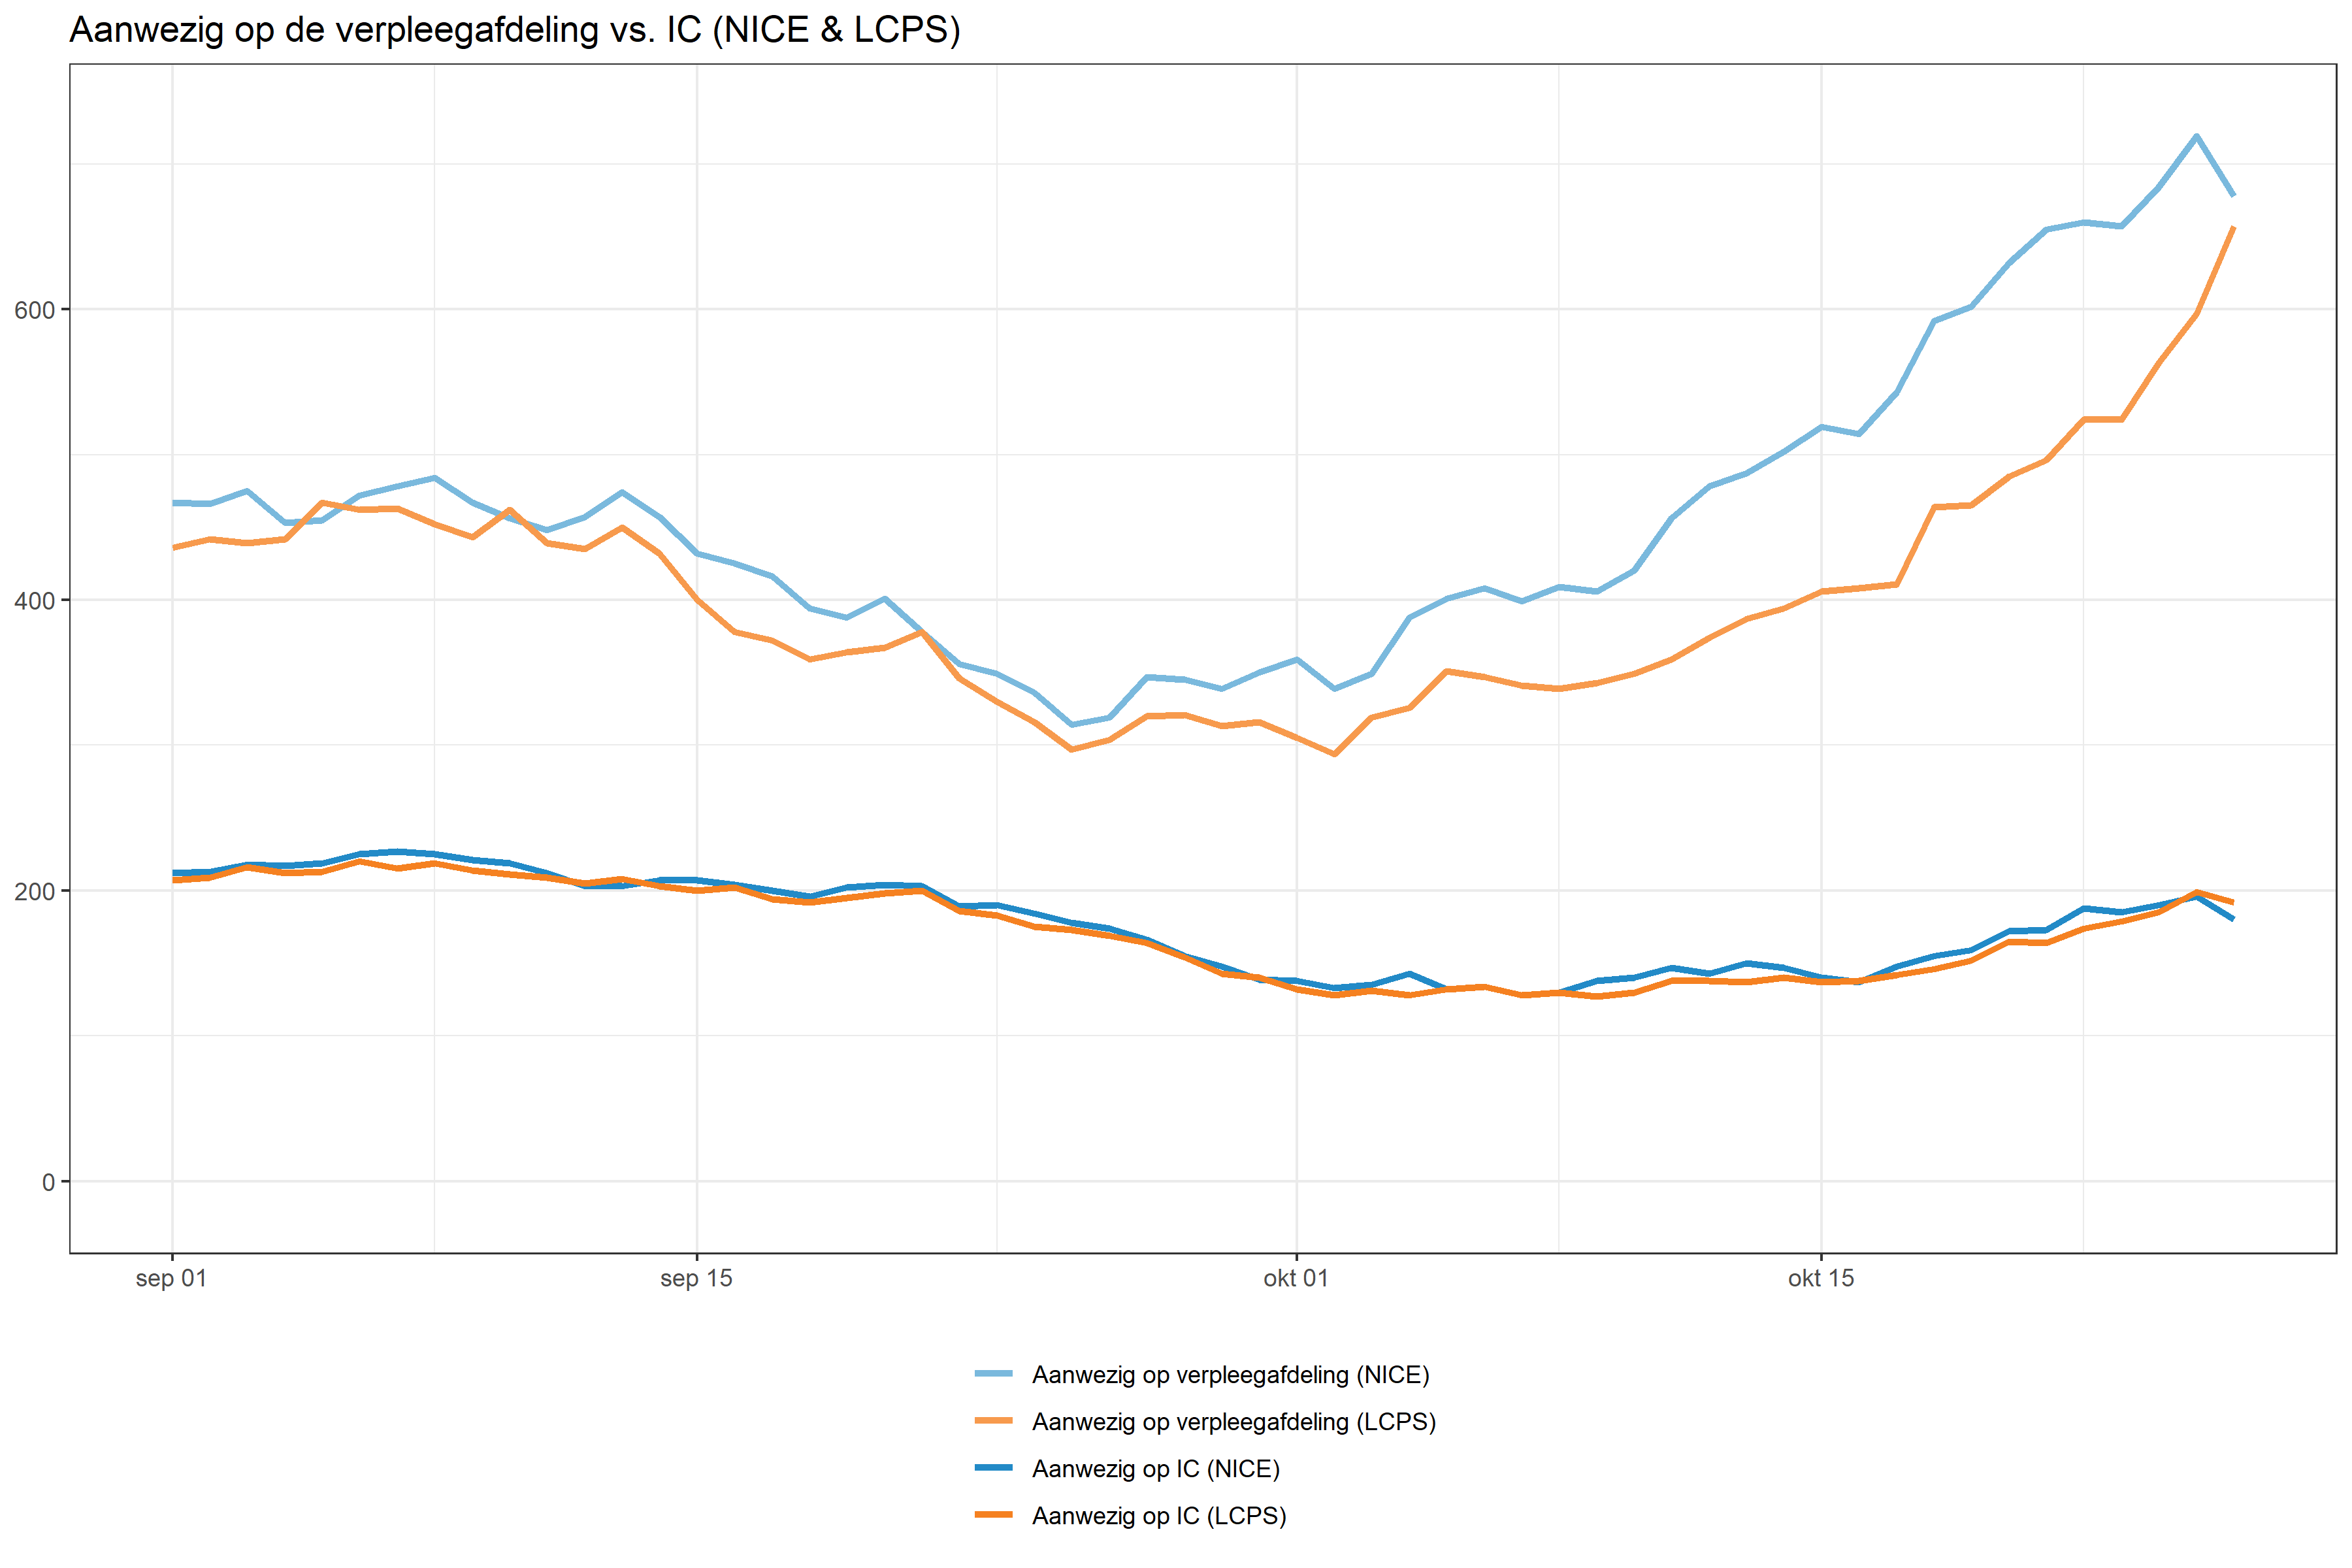 Aanwezig op de verpleegafdeling vs. IC (NICE & LCPS)
600
400
200
0
sep 01 sep 15 okt 01 okt 15
Aanwezig op verpleegafdeling (NICE)
Aanwezig op verpleegafdeling (LCPS)
Aanwezig op IC (NICE)
Aanwezig op IC (LCPS)